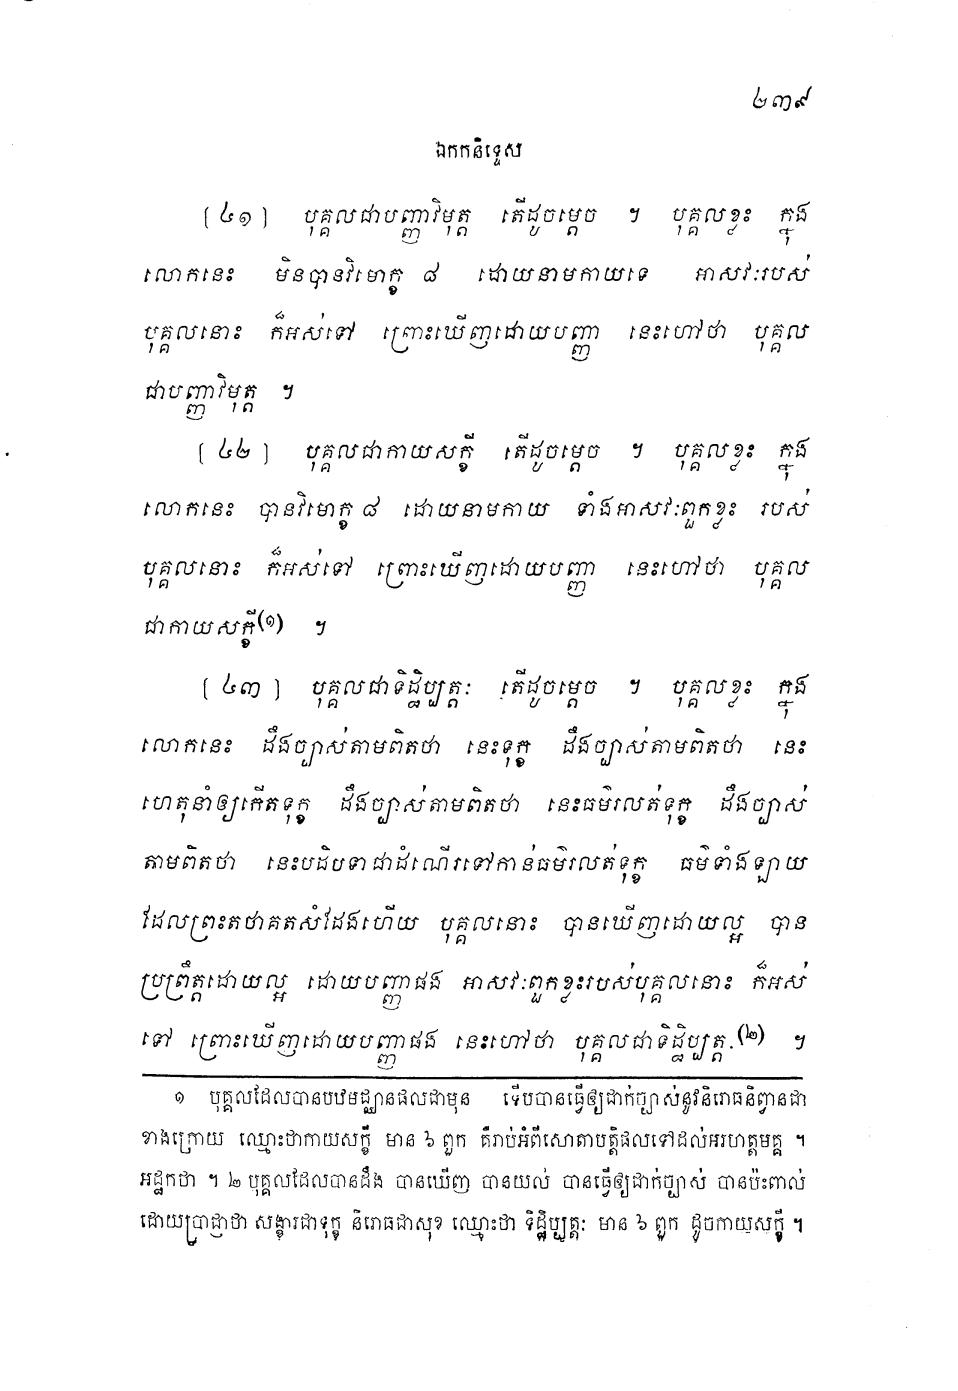 ២៣៩
ឯកកនិទ្ទេស
[៤១] បុគ្គលជាបញ្ញាវិមុត្ត តើដូចម្តេច ។ បុគ្គលខ្លះ ក្នុង
លោកនេះ មិនបានវិមោក្ខ ៨ ដោយនាមកាយទេ អាសវៈរបស់
បុគ្គលនោះ ក៏អស់ទៅ ព្រោះឃើញដោយបញ្ញា នេះហៅថា បុគ្គល
ជាបញ្ញាវិមុត្ត ។
[៤២] បុគ្គលជាកាយសក្ខី តើដូចម្តេច ។ បុគ្គលខ្លះ ក្នុង
លោកនេះ បានវិមោក្ខ ៨ ដោយនាមកាយ ទាំងអាសវៈពួកខ្លះ របស់
បុគ្គលនោះ ក៏អស់ទៅ ព្រោះឃើញដោយបញ្ញា នេះហៅថា បុគ្គល
ជាកាយសក្ខី(១) ។
[៤៣] បុគ្គលជាទិដ្ឋិប្បត្តៈ តើដូចម្តេច ។ បុគ្គលខ្លះ ក្នុង
លោកនេះ ដឹងច្បាស់តាមពិតថា នេះទុក្ខ ដឹងច្បាស់តាមពិតថា នេះ
ហេតុនាំឲ្យកើតទុក្ខ ដឹងច្បាស់តាមពិតថា នេះធម៌រលត់ទុក្ខ ដឹងច្បាស់
តាមពិតថា នេះបដិបទាជាដំណើរទៅកាន់ធម៌រលត់ទុក្ខ ធម៌ទាំងឡាយ
ដែលព្រះតថាគតសំដែងហើយ បុគ្គលនោះ បានឃើញដោយល្អ បាន
ប្រព្រឹត្តដោយល្អ ដោយបញ្ញាផង អាសវៈពួកខ្លះរបស់បុគ្គលនោះ ក៏អស់
ទៅ ព្រោះឃើញដោយបញ្ញាផង នេះហៅថា បុគ្គលជាទិដ្ឋិប្បត្តៈ(២) ។
១ បុគ្គលដែលបានបឋមជ្ឈានផលជាមុន ទើបបានធ្វើឲ្យជាក់ច្បាស់នូវនិរោធនិព្វានជា
ខាងក្រោយ ឈ្មោះថាកាយសក្ខី មាន ៦ ពួក គឺរាប់អំពីសោតាបត្តិផលទៅដល់អរហត្តមគ្គ ។
អដ្ឋកថា ។ ២ បុគ្គលដែលបានដឹង បានឃើញ បានយល់ បានធ្វើឲ្យជាក់ច្បាស់ បានប៉ះពាល់
ដោយប្រាជ្ញាថា សង្ខារជាទុក្ខ និរោធជាសុខ ឈ្មោះថា ទិដ្ឋិប្បត្តៈ មាន ៦ ពួក ដូចកាយសក្ខី ។